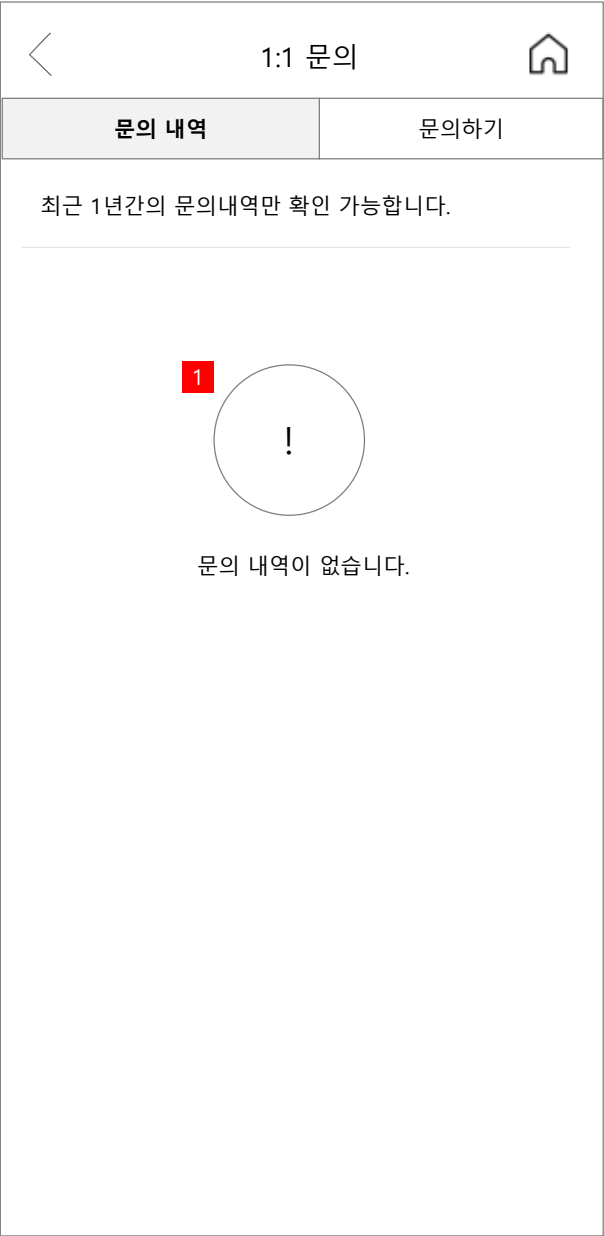 1:1 문의
문의 내역
문의하기
최근 1년간의 문의내역만 확인 가능합니다.
1
!
문의 내역이 없습니다.